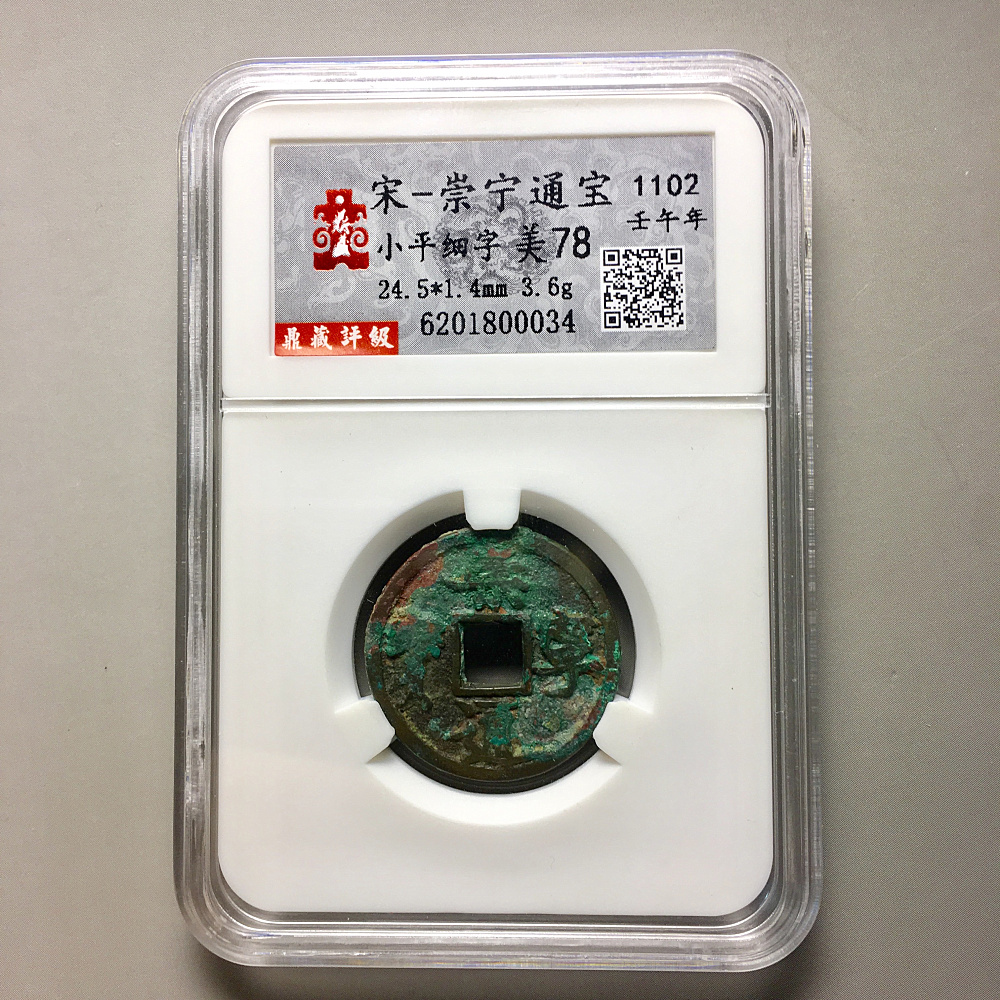 宋-崇宁通宝 1102
壬午年
小平细字 美78
24.5*1.4mm 3.6g
6201800034
鼎藏評級
寧